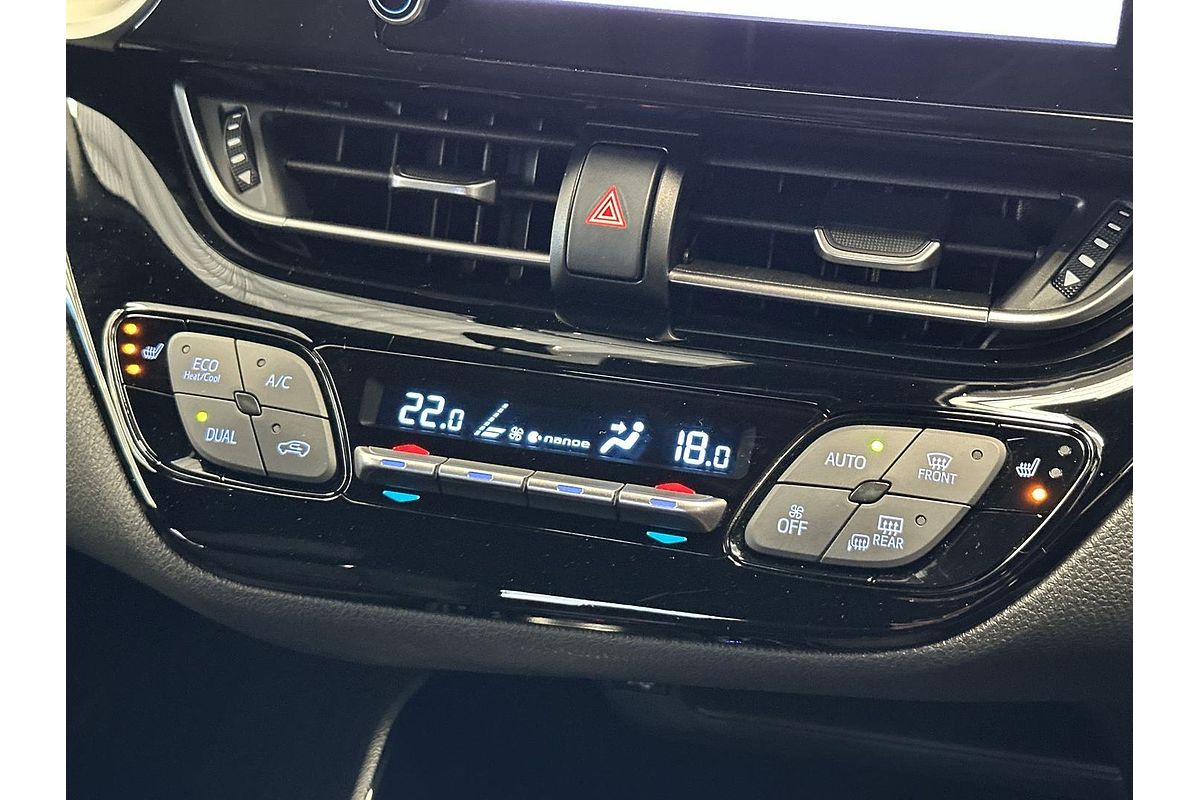 ECO
Heat/Cool
A/C
DUAL
22.0
nanoe
18.0
AUTO
FRONT
OFF
REAR